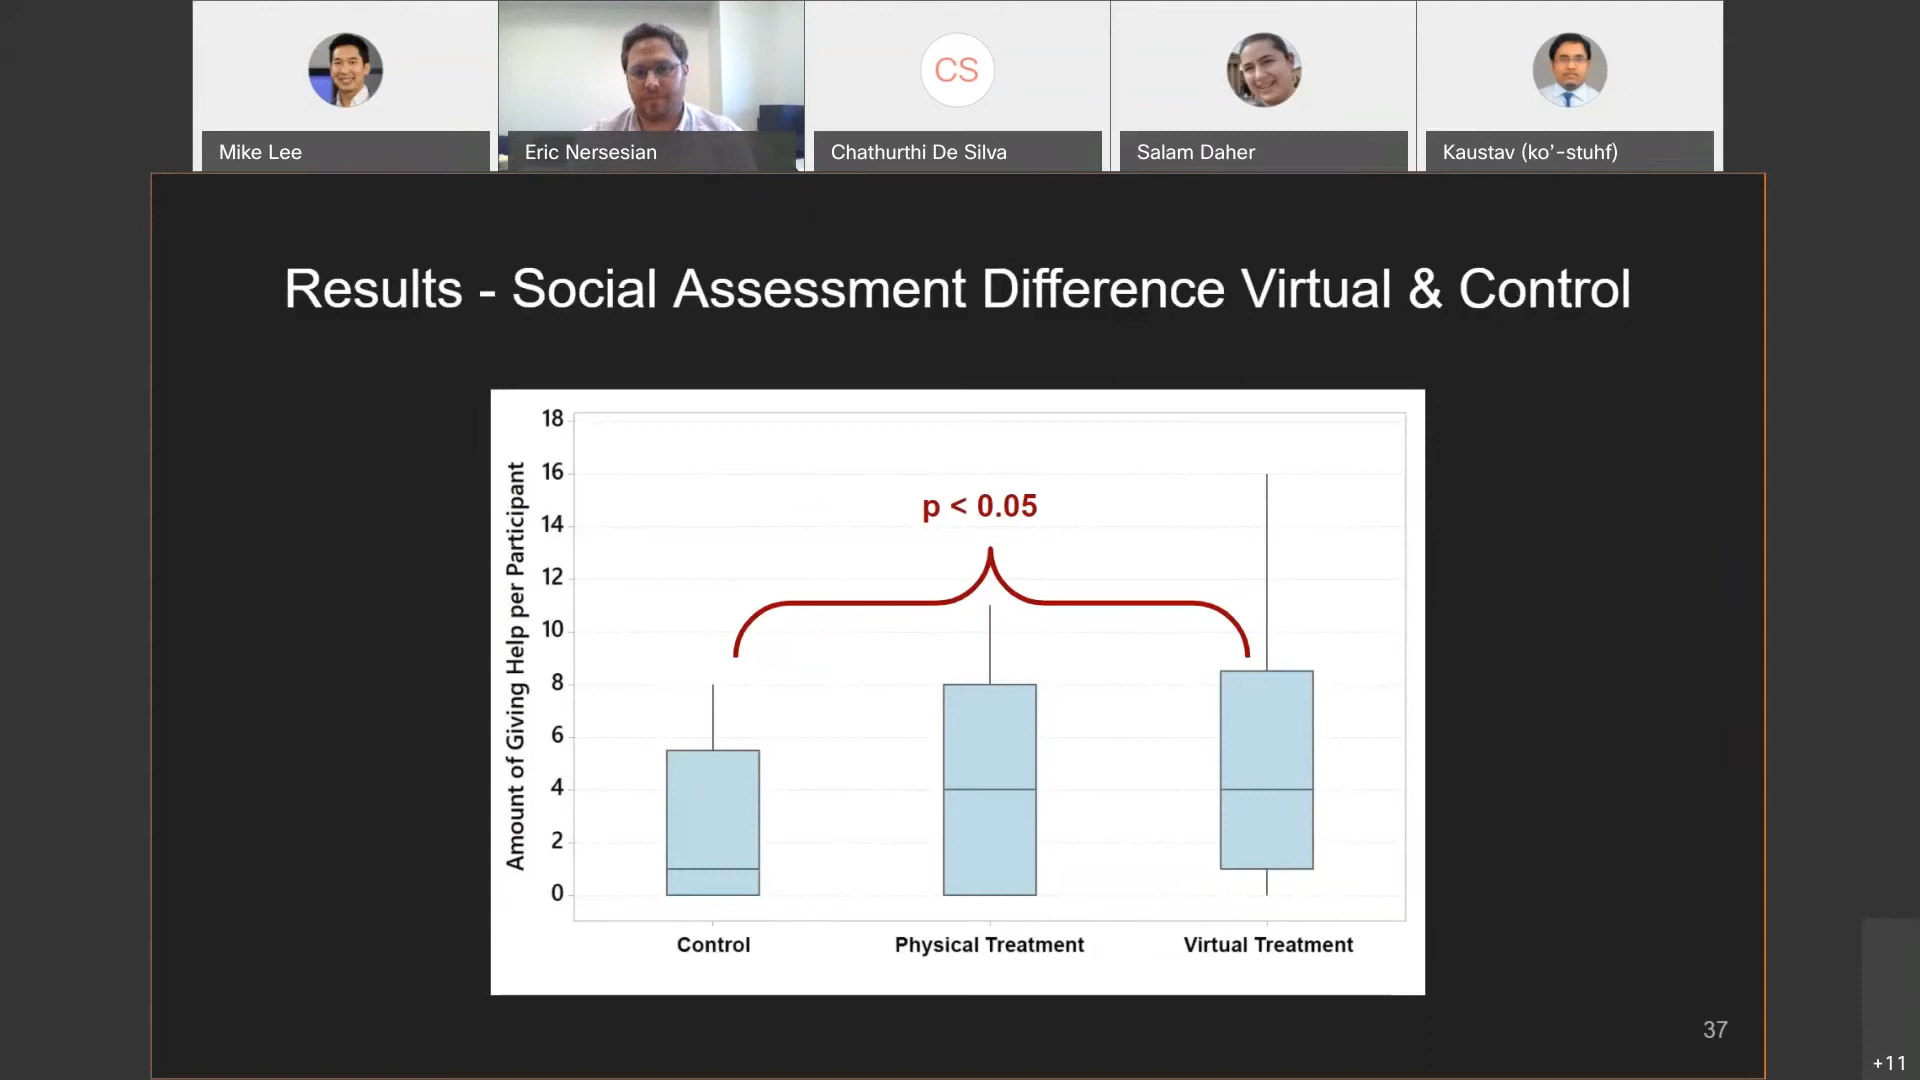 Mike Lee
Eric Nersesian
CS
Chathurthi De Silva
Salam Daher
Kaustav (ko’-stuhf)
Results - Social Assessment Difference Virtual & Control
Amount of Giving Help per Participant
18
16
14
12
10
8
6
4
2
0
p < 0.05
Control
Physical Treatment
Virtual Treatment
37
+11